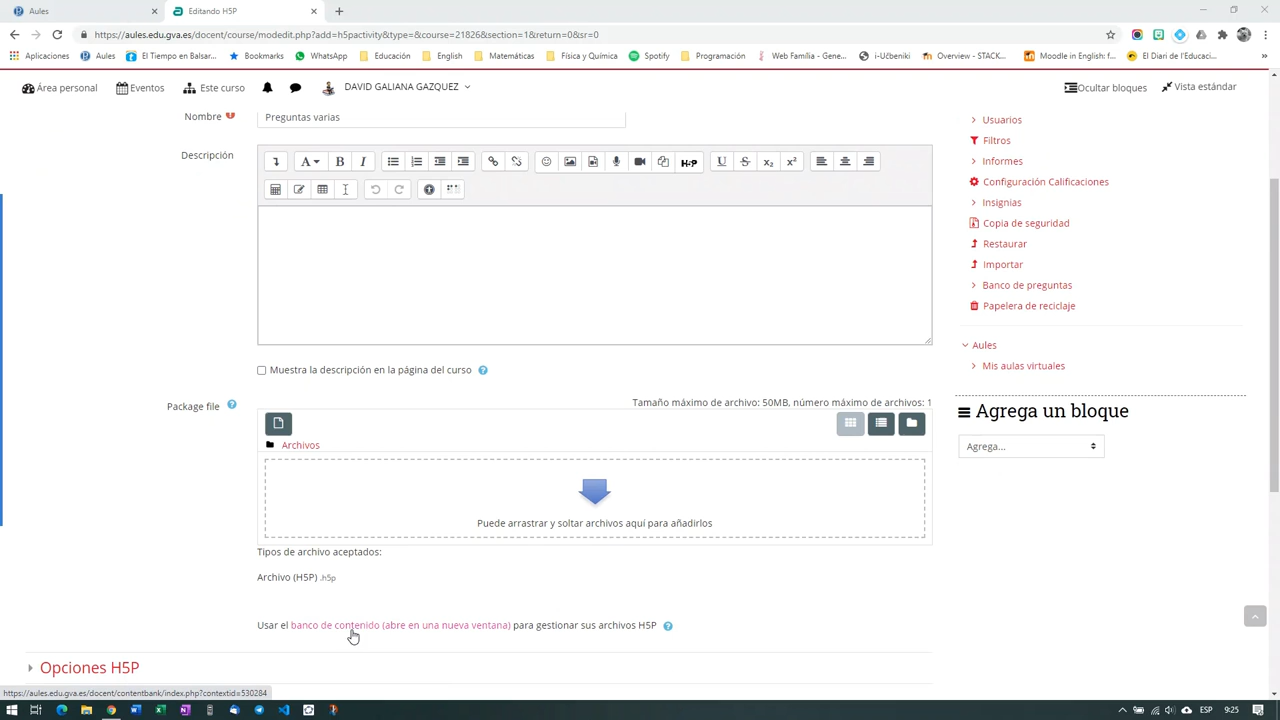 Aules
Editando H5P
https://aules.edu.gva.es/docent/course/modedit.php?add=h5pactivity&type=&course=21826&section=1&return=0&sr=0
Aplicaciones
Aules
El Tiempo en Balsar...
Bookmarks
WhatsApp
Educación
English
Matemáticas
Física y Química
Spotify
Programación
Web Família - Gene...
i-Učebniki
Overview — STACK...
Moodle in English: f...
El Diari de l'Educaci...
»
Área personal
Eventos
Este curso
DAVID GALIANA GAZQUEZ
Ocultar bloques
Vista estándar
Nombre
Preguntas varias
Descripción
Muestra la descripción en la página del curso
Package file
Tamaño máximo de archivo: 50MB, número máximo de archivos: 1
Archivos
Puede arrastrar y soltar archivos aquí para añadirlos
Tipos de archivo aceptados:
Archivo (H5P) .h5p
Usar el banco de contenido (abre en una nueva ventana) para gestionar sus archivos H5P
Opciones H5P
Usuarios
Filtros
Informes
Configuración Calificaciones
Insignias
Copia de seguridad
Restaurar
Importar
Banco de preguntas
Papelera de reciclaje
Aules
Mis aulas virtuales
Agrega un bloque
Agrega...
https://aules.edu.gva.es/docent/contentbank/index.php?contextid=530284
ESP
9:25